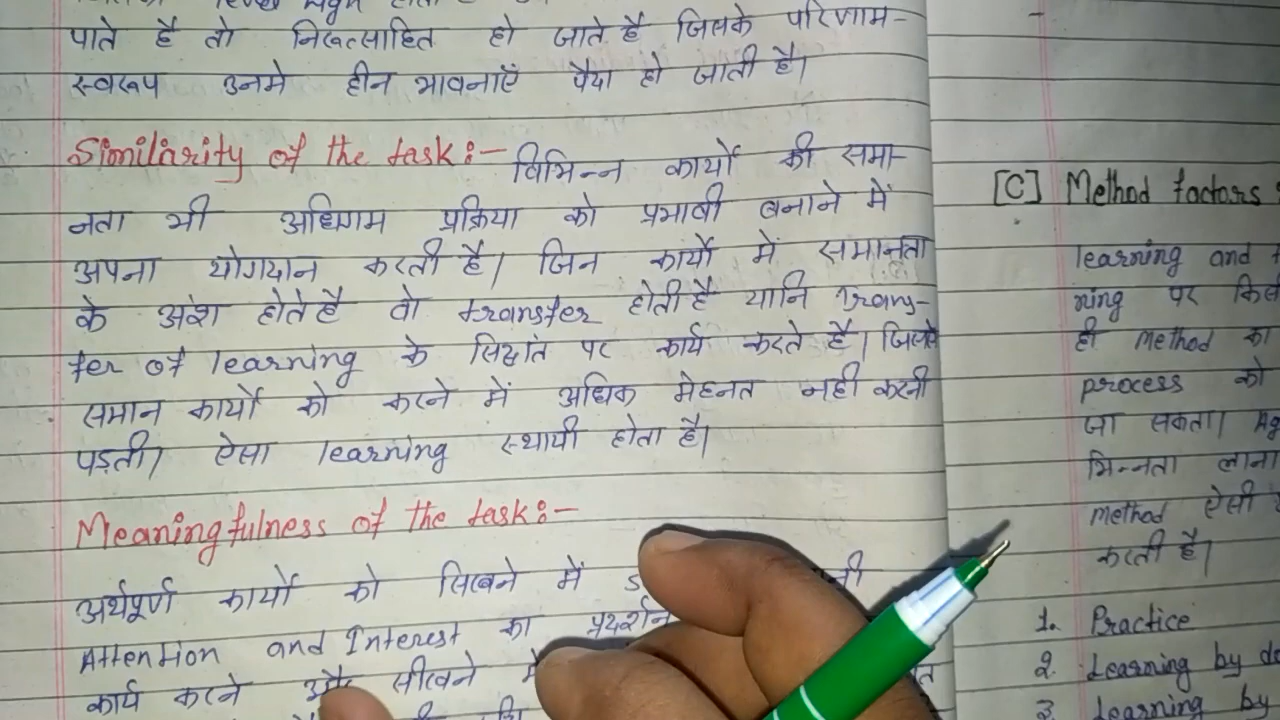 पाते है तो निरूत्साहित हो जाते है जिसके परिणाम-
स्वरूप उनमे हीन भावनाएँ पैदा हो जाती है।
Similarity of the task:- विभिन्न कार्यो की समा-
नता भी अधिगम प्रक्रिया को प्रभावी बनाने में
अपना योगदान करती है। जिन कार्यो में समानता
के अंश होते है वो transfer होती है यानि Trans-
fer of learning के सिद्धांत पर कार्य करते है। जिससे
समान कार्यो को करने में अधिक मेहनत नही करनी
पड़ती। ऐसा learning स्थायी होता है।
Meaningfulness of the task:-
अर्थपूर्ण कार्यो को सिखने में
Attention and Interest का प्रदर्शन
कार्य करने और सीखने
[C] Method factors
learning and
ning पर
ही Method का
process को
जा सकता।
भिन्नता लाना
Method ऐसी
करती है।
1. Practice
2. Learning by
3. Learning by